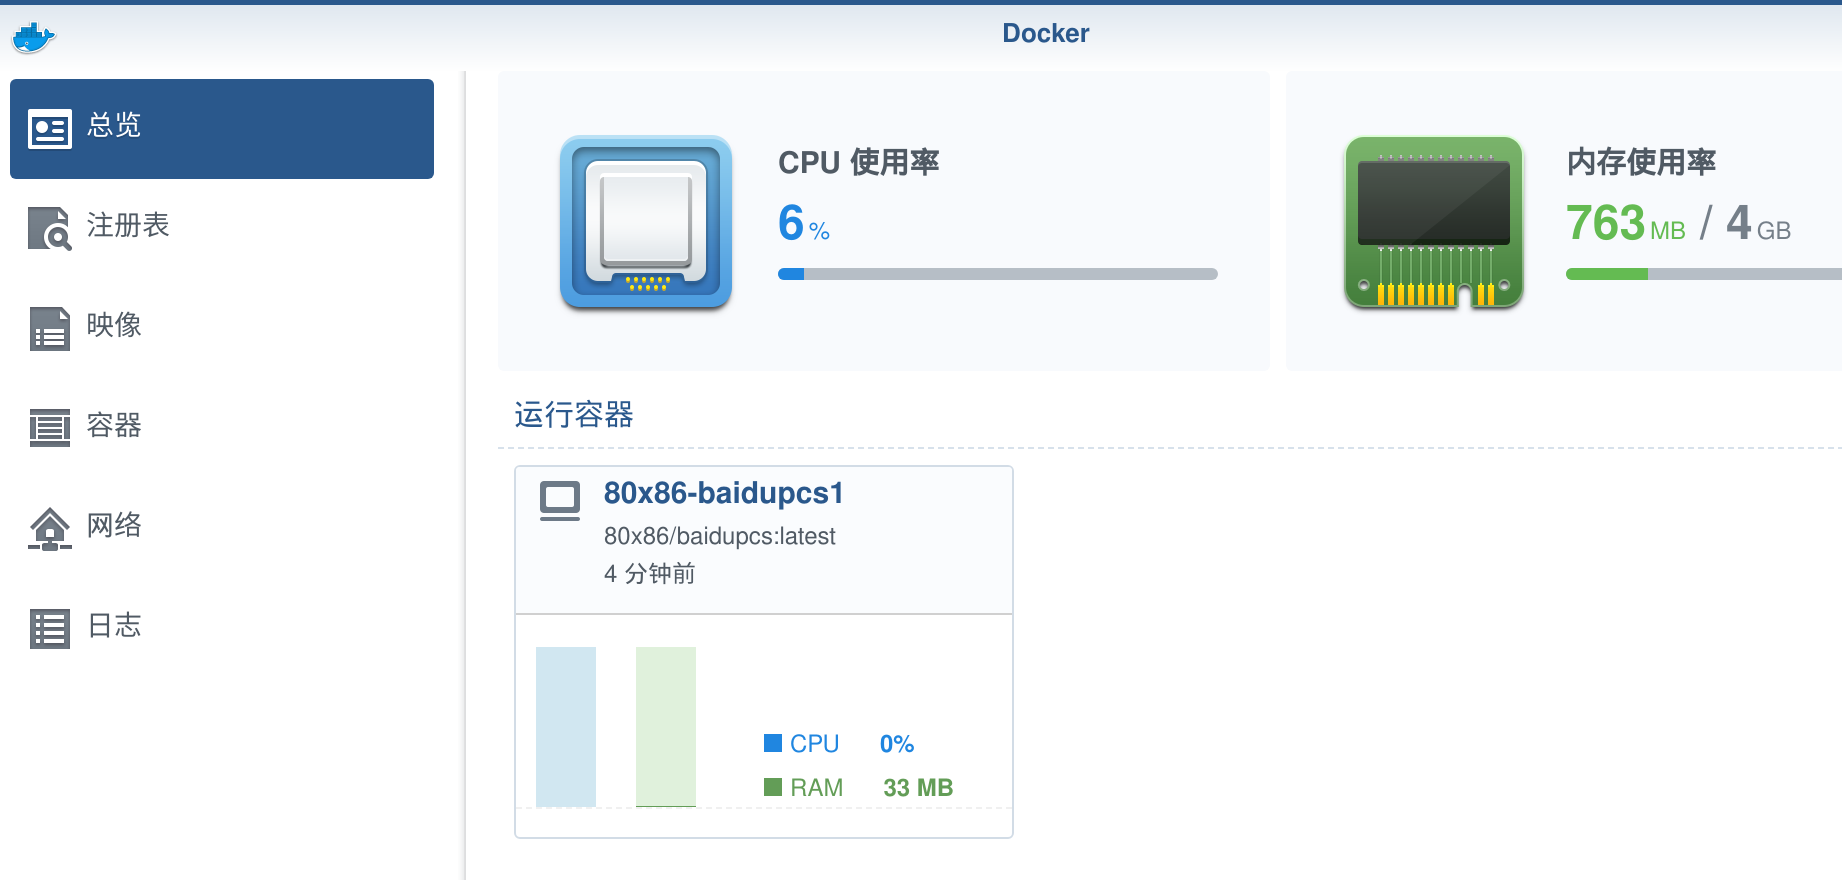 Docker
总览
注册表
映像
容器
网络
日志
CPU 使用率
6 %
内存使用率
763 MB / 4 GB
运行容器
80x86-baidupcs1
80x86/baidupcs:latest
4 分钟前
CPU 0%
RAM 33 MB